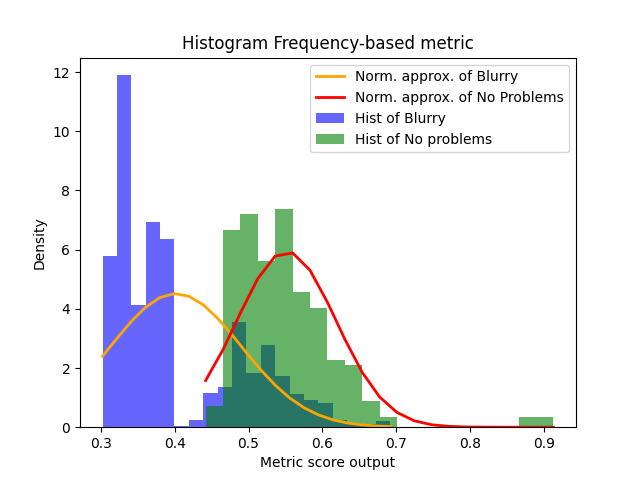 Histogram Frequency-based metric
Norm. approx. of Blurry
Norm. approx. of No Problems
Hist of Blurry
Hist of No problems
Density
12
10
8
6
4
2
0
0.3 0.4 0.5 0.6 0.7 0.8 0.9
Metric score output